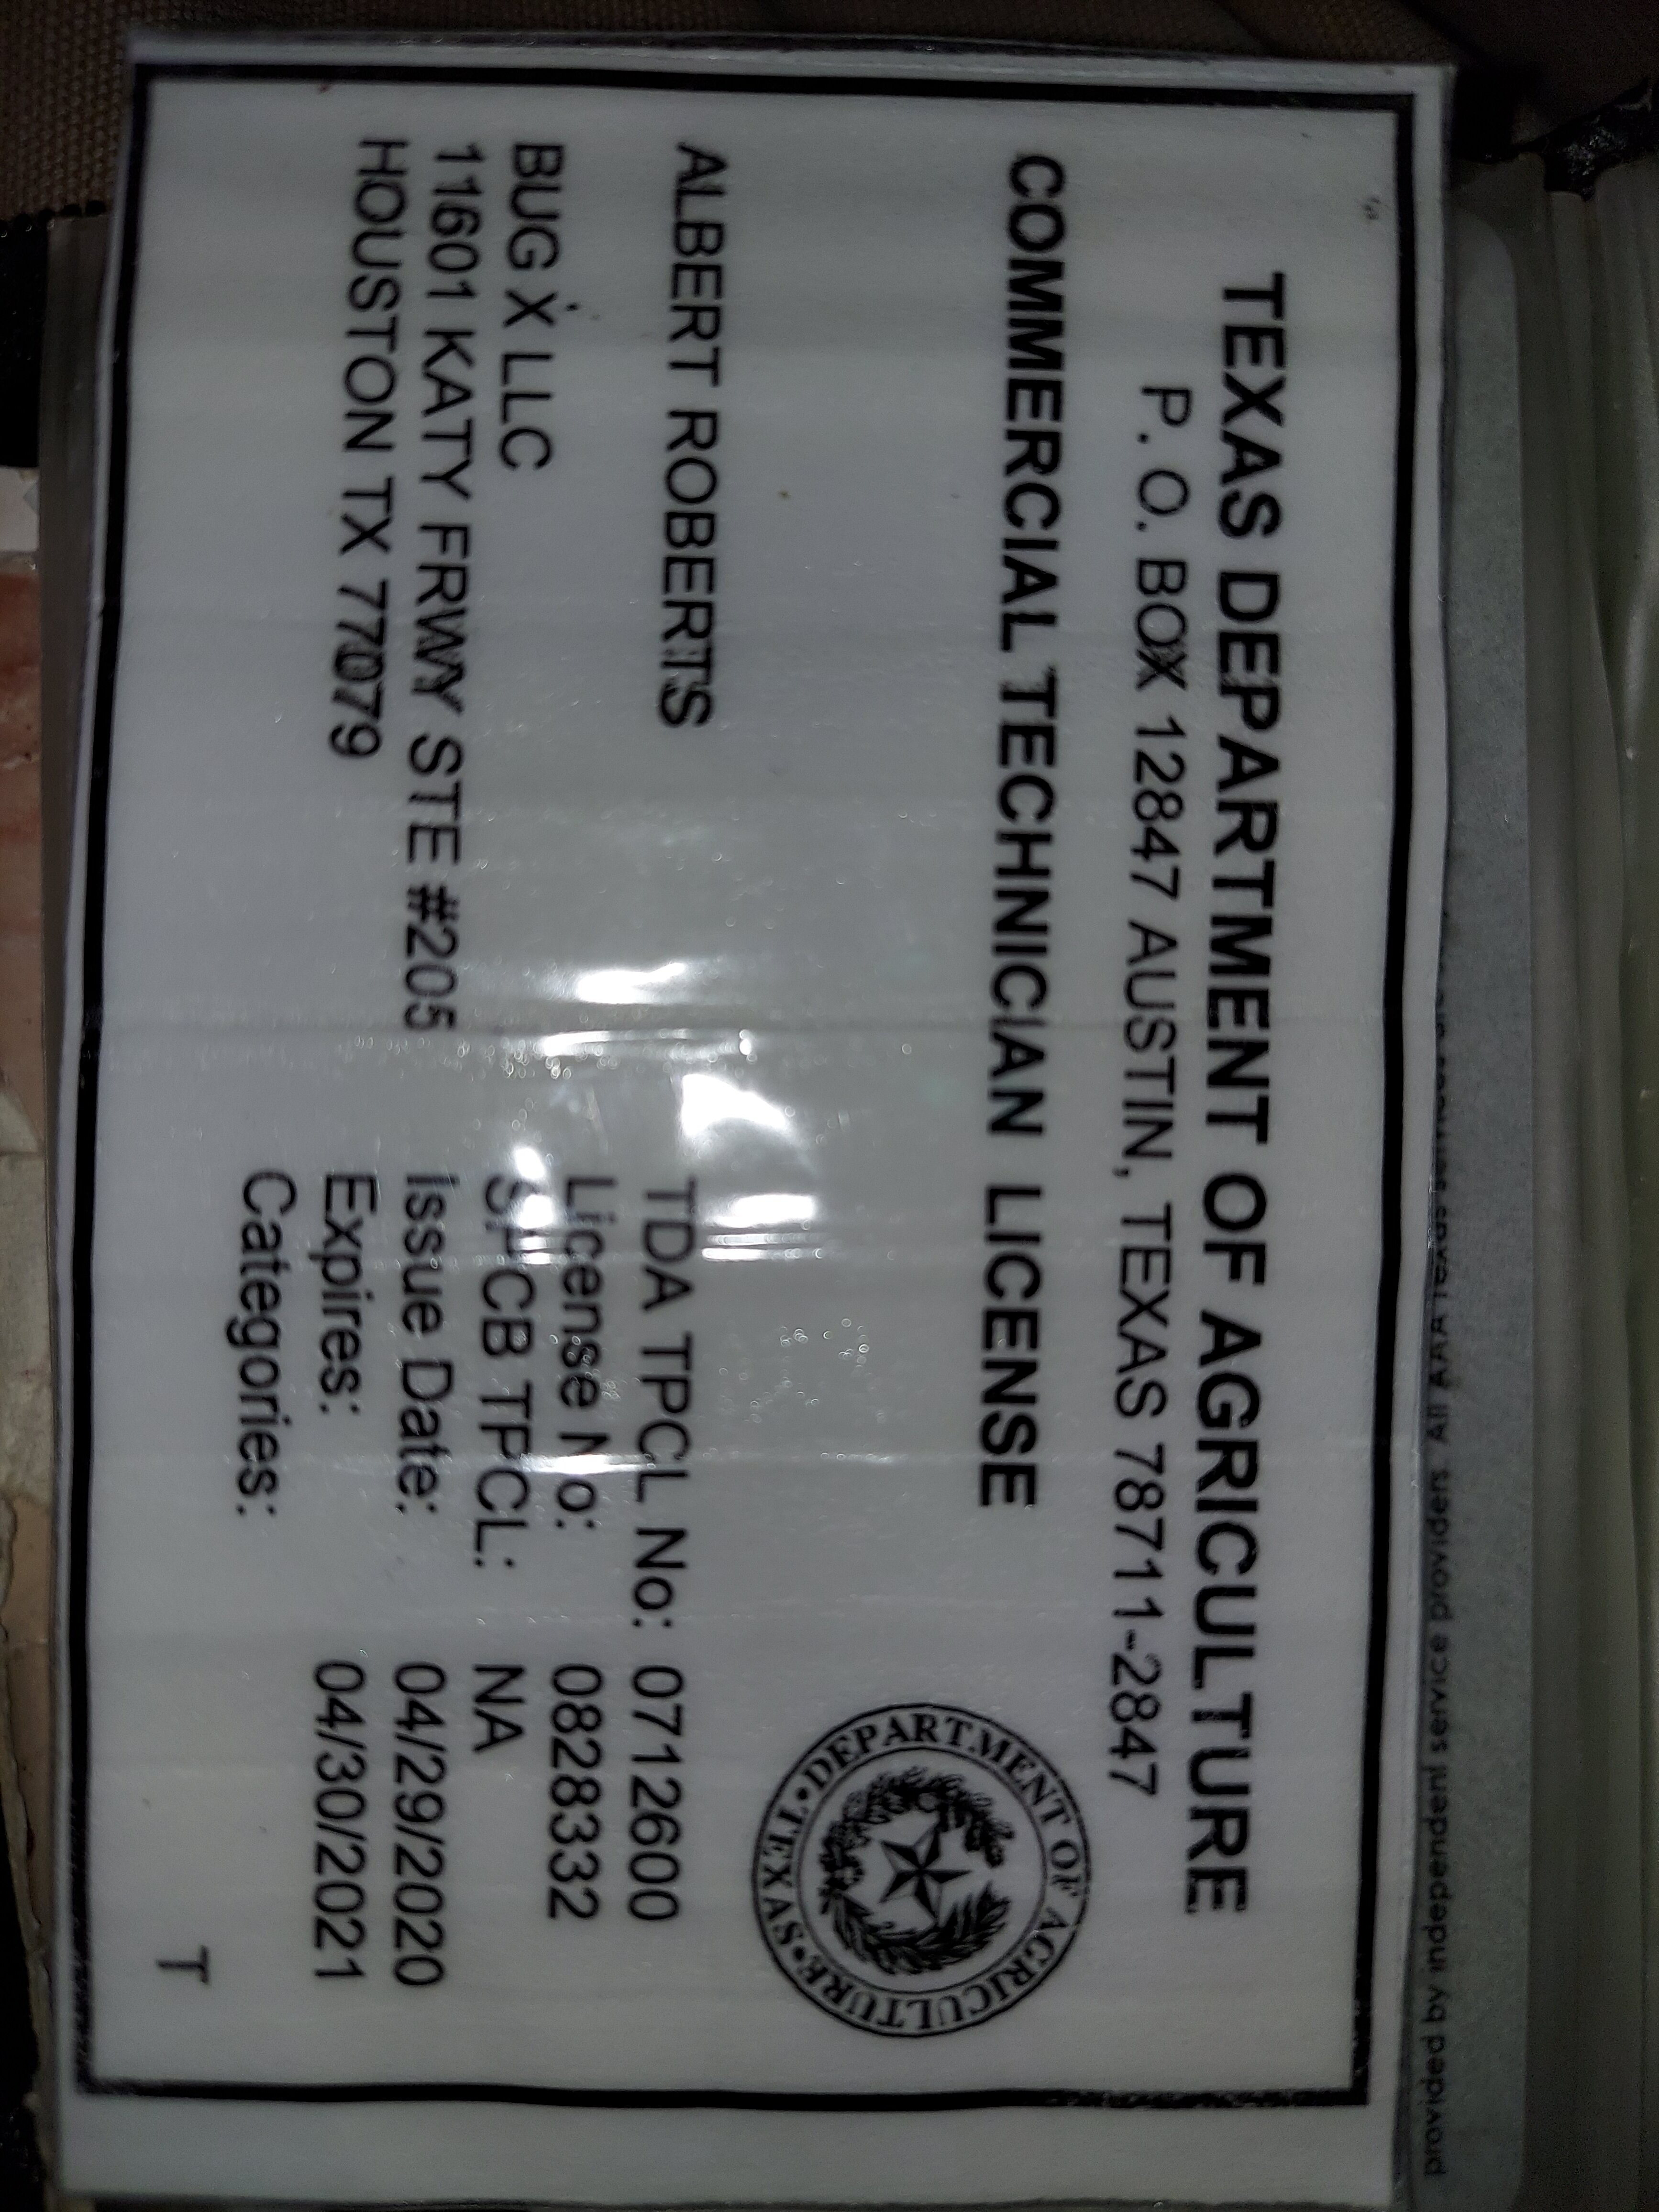 TEXAS DEPARTMENT OF AGRICULTURE
P. O. BOX 12847 AUSTIN, TEXAS 78711-2847
COMMERCIAL TECHNICIAN LICENSE
DEPARTMENT OF AGRICULTURE • TEXAS •
ALBERT ROBERTS
BUG X LLC
11601 KATY FRWY STE #205
HOUSTON TX 77079
TDA TPCL No: 0712600
License No: 0828332
SPCB TPCL: NA
Issue Date: 04/29/2020
Expires: 04/30/2021
Categories:
T
provided by independent service providers. All AAA Texas